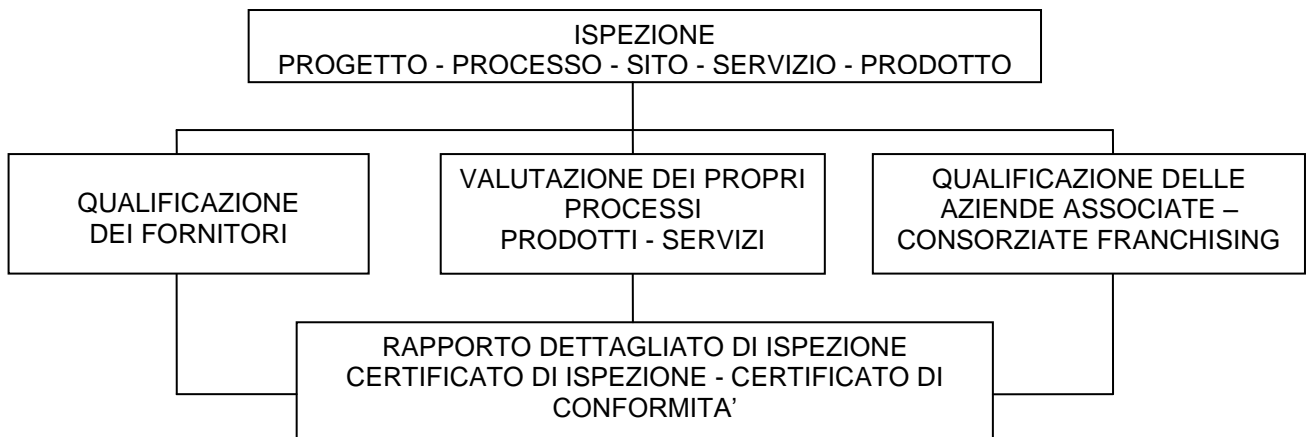 ISPEZIONE
PROGETTO - PROCESSO - SITO - SERVIZIO - PRODOTTO
QUALIFICAZIONE
DEI FORNITORI
VALUTAZIONE DEI PROPRI
PROCESSI
PRODOTTI - SERVIZI
QUALIFICAZIONE DELLE
AZIENDE ASSOCIATE –
CONSORZIATE FRANCHISING
RAPPORTO DETTAGLIATO DI ISPEZIONE
CERTIFICATO DI ISPEZIONE - CERTIFICATO DI
CONFORMITA’